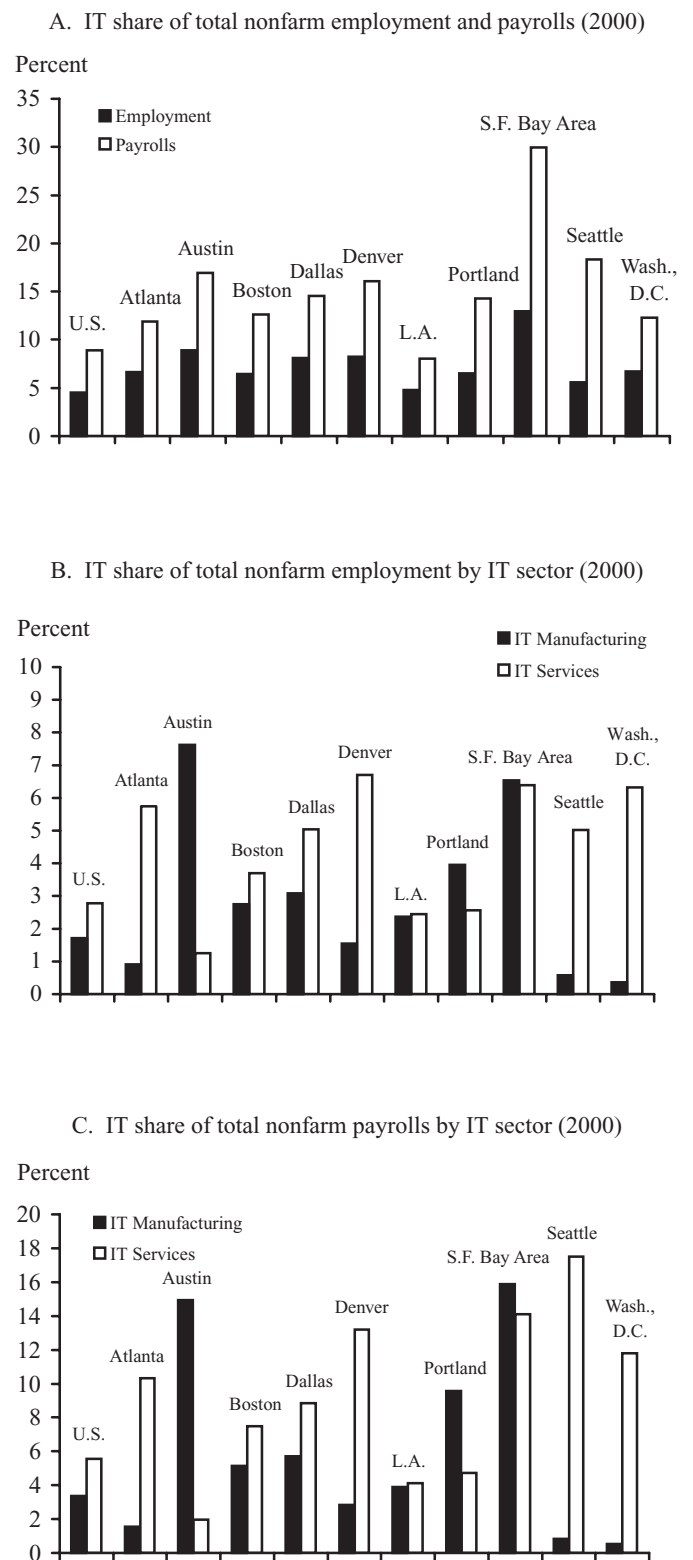 A. IT share of total nonfarm employment and payrolls (2000)
Percent
35
30
25
20
15
10
5
0
Employment
Payrolls
U.S.
Atlanta
Austin
Boston
Dallas
Denver
L.A.
Portland
S.F. Bay Area
Seattle
Wash.,
D.C.
B. IT share of total nonfarm employment by IT sector (2000)
Percent
10
9
8
7
6
5
4
3
2
1
0
IT Manufacturing
IT Services
U.S.
Atlanta
Austin
Boston
Dallas
Denver
L.A.
Portland
S.F. Bay Area
Seattle
Wash.,
D.C.
C. IT share of total nonfarm payrolls by IT sector (2000)
Percent
20
18
16
14
12
10
8
6
4
2
0
IT Manufacturing
IT Services
U.S.
Atlanta
Austin
Boston
Dallas
Denver
L.A.
Portland
S.F. Bay Area
Seattle
Wash.,
D.C.